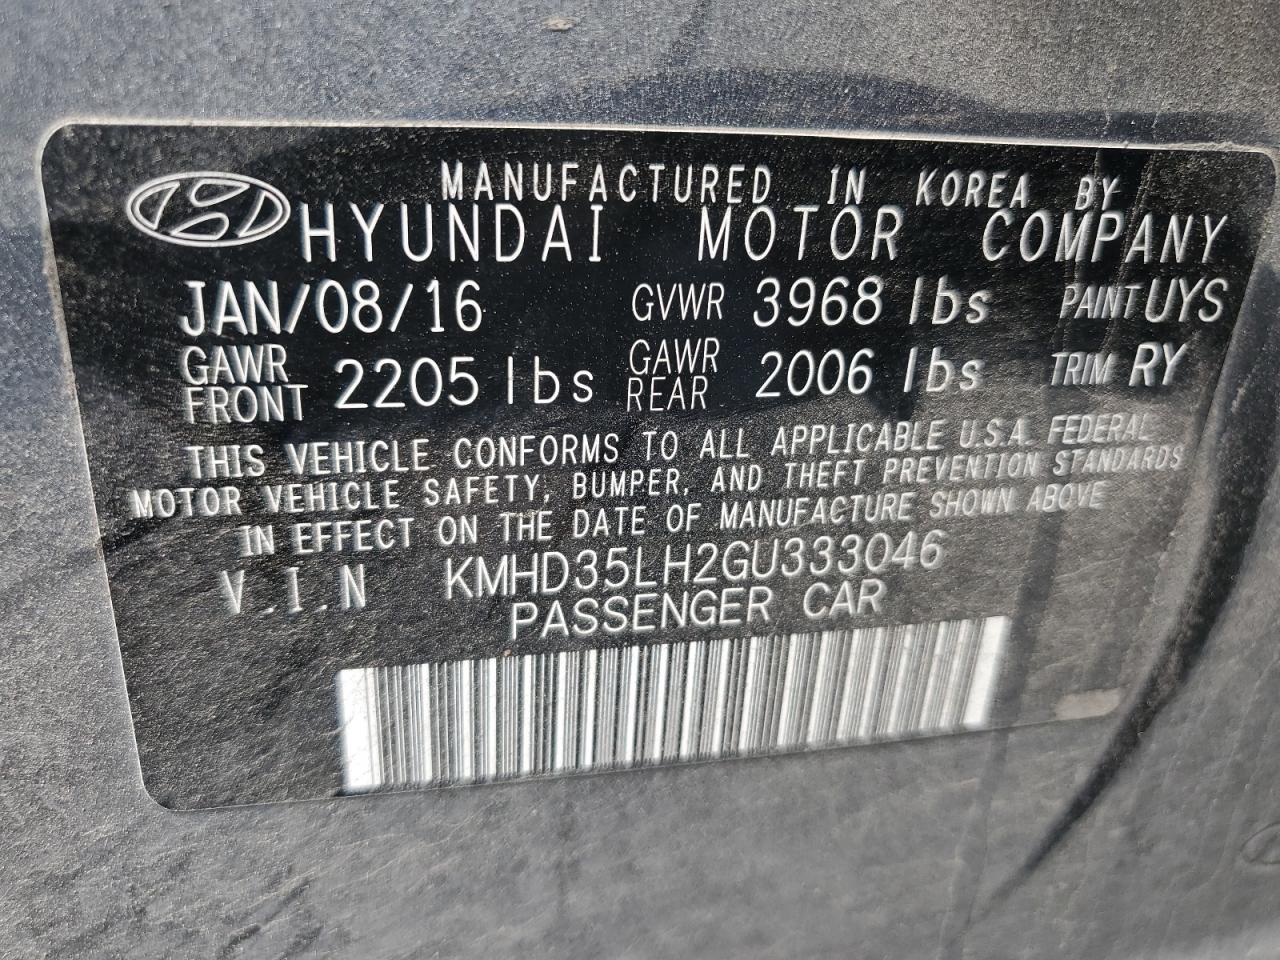 MANUFACTURED IN KOREA BY
HYUNDAI MOTOR COMPANY
JAN/08/16 GVWR 3968 lbs PAINT UYS
GAWR FRONT 2205 lbs GAWR REAR 2006 lbs TRIM RY
THIS VEHICLE CONFORMS TO ALL APPLICABLE U.S.A. FEDERAL
MOTOR VEHICLE SAFETY, BUMPER, AND THEFT PREVENTION STANDARDS
IN EFFECT ON THE DATE OF MANUFACTURE SHOWN ABOVE
V.I.N KMHD35LH2GU333046
PASSENGER CAR